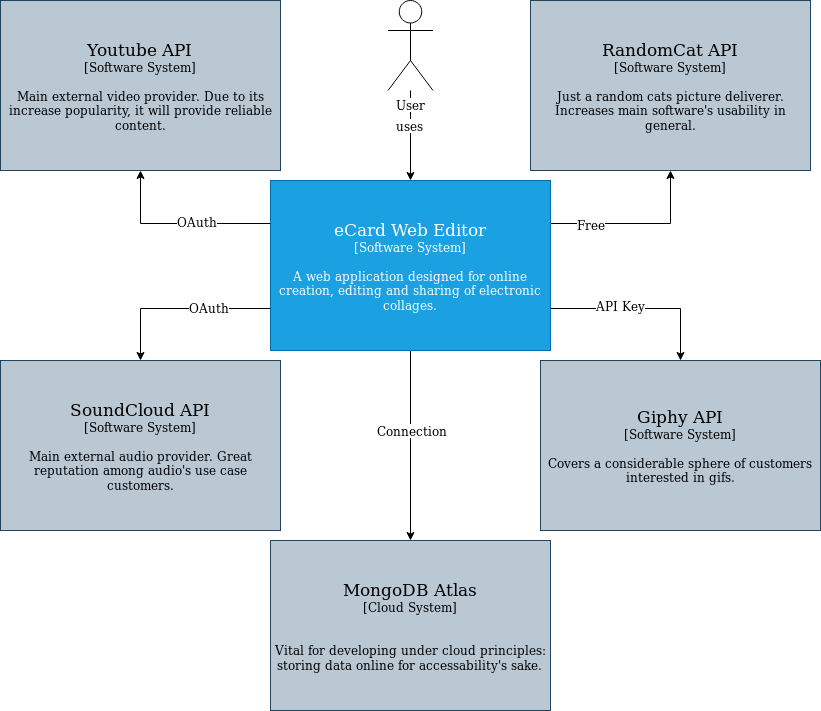 Youtube API
[Software System]
Main external video provider. Due to its
increase popularity, it will provide reliable
content.
User
uses
RandomCat API
[Software System]
Just a random cats picture deliverer.
Increases main software's usability in
general.
OAuth
eCard Web Editor
[Software System]
A web application designed for online
creation, editing and sharing of electronic
collages.
Free
OAuth
API Key
SoundCloud API
[Software System]
Main external audio provider. Great
reputation among audio's use case
customers.
Connection
Giphy API
[Software System]
Covers a considerable sphere of customers
interested in gifs.
MongoDB Atlas
[Cloud System]
Vital for developing under cloud principles:
storing data online for accessability's sake.